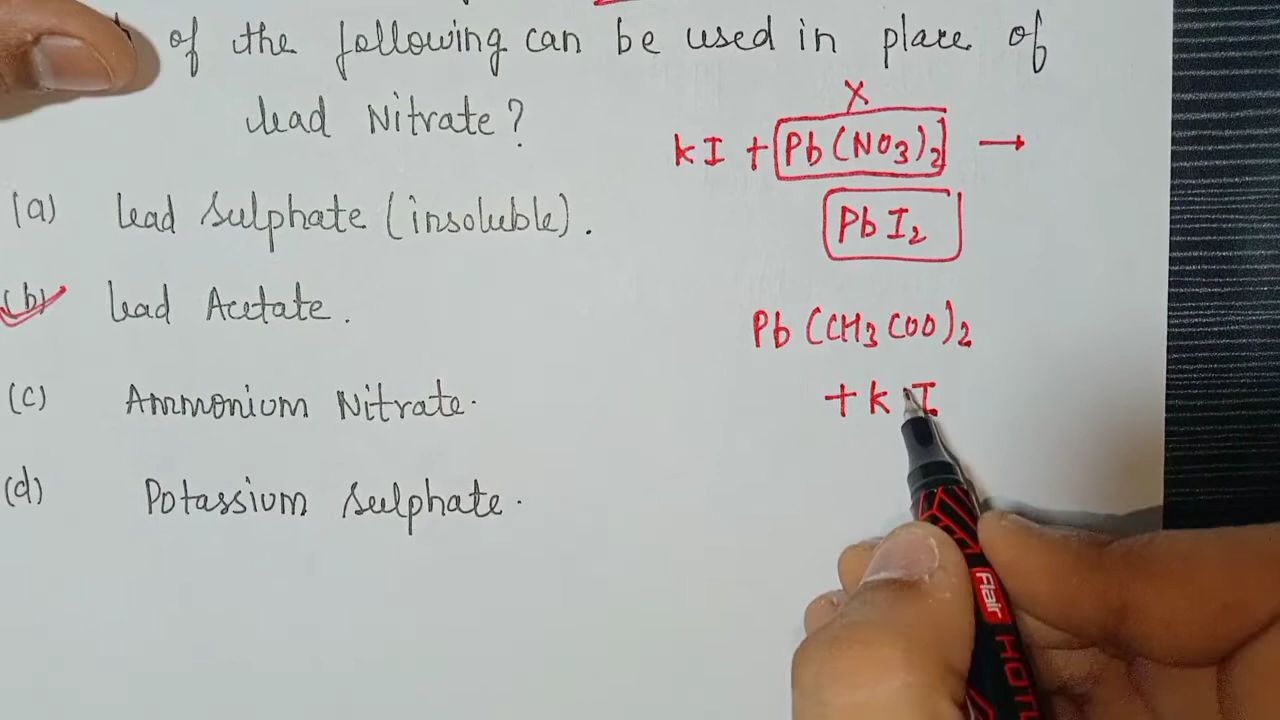 of the following can be used in place of
lead Nitrate?
(a) lead Sulphate (insoluble).
(b) lead Acetate.
(c) Ammonium Nitrate.
(d) Potassium Sulphate.
X
KI + Pb(NO3)2 →
PbI2
Pb(CH3COO)2
+ K I
Flair